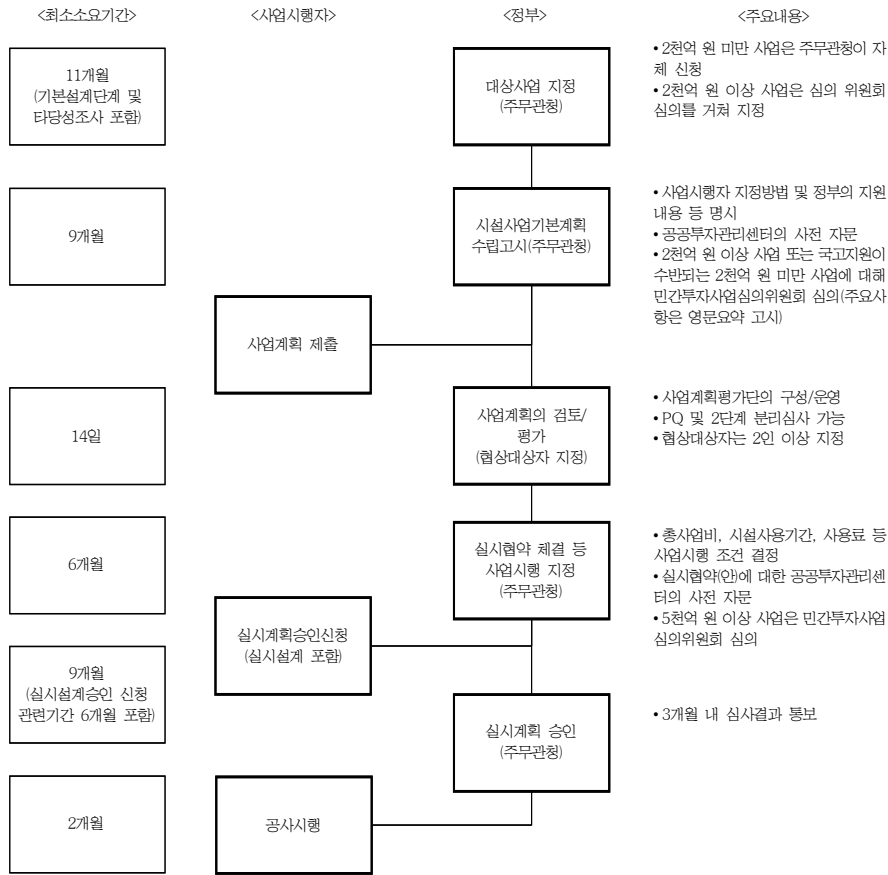 <최소소요기간>
<사업시행자>
<정부>
<주요내용>
11개월
(기본설계단계 및
타당성조사 포함)
대상사업 지정
(주무관청)
• 2천억 원 미만 사업은 주무관청이 자
체 신청
• 2천억 원 이상 사업은 심의 위원회
심의를 거쳐 지정
9개월
시설사업기본계획
수립고시(주무관청)
• 사업시행자 지정방법 및 정부의 지원
내용 등 명시
• 공공투자관리센터의 사전 자문
• 2천억 원 이상 사업 또는 국고지원이
수반되는 2천억 원 미만 사업에 대해
민간투자사업심의위원회 심의(주요사
항은 영문요약 고시)
사업계획 제출
14일
사업계획의 검토/
평가
(협상대상자 지정)
• 사업계획평가단의 구성/운영
• PQ 및 2단계 분리심사 가능
• 협상대상자는 2인 이상 지정
6개월
실시협약 체결 등
사업시행 지정
(주무관청)
• 총사업비, 시설사용기간, 사용료 등
사업시행 조건 결정
• 실시협약(안)에 대한 공공투자관리센
터의 사전 자문
• 5천억 원 이상 사업은 민간투자사업
심의위원회 심의
실시계획승인신청
(실시설계 포함)
9개월
(실시설계승인 신청
관련기간 6개월 포함)
실시계획 승인
(주무관청)
• 3개월 내 심사결과 통보
2개월
공사시행